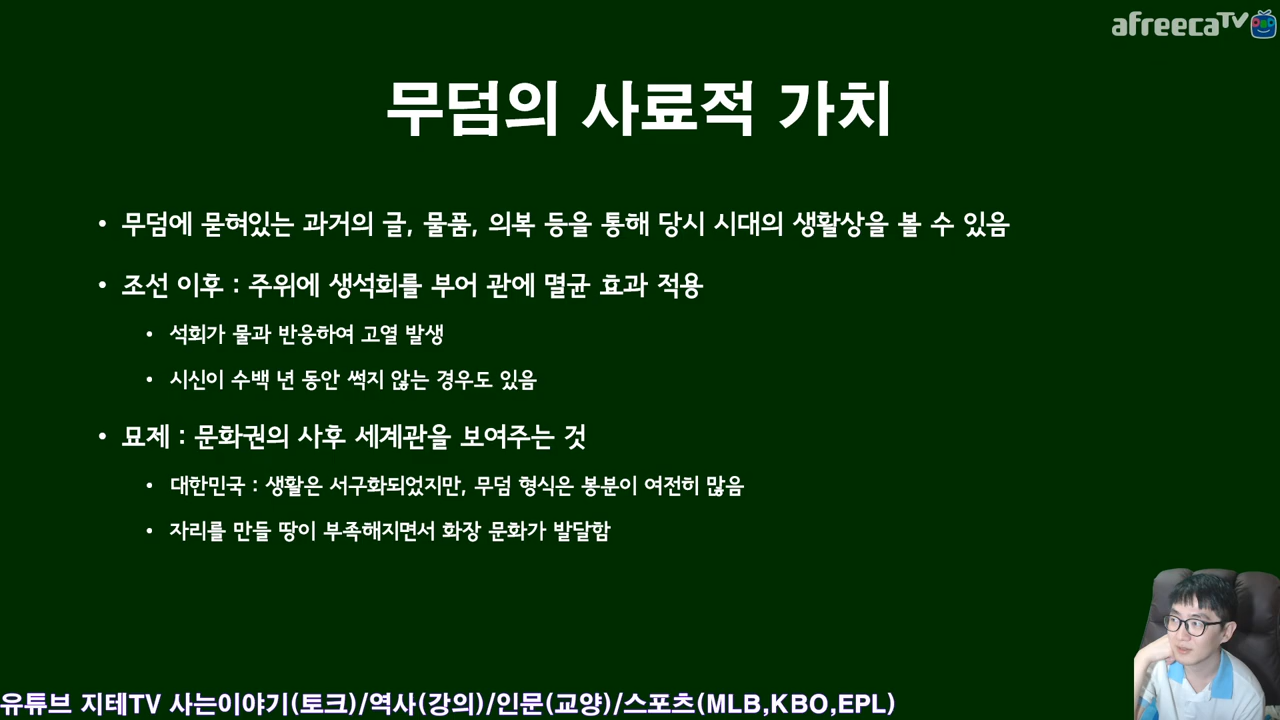 afreecaTV
무덤의 사료적 가치
• 무덤에 묻혀있는 과거의 글, 물품, 의복 등을 통해 당시 시대의 생활상을 볼 수 있음
• 조선 이후 : 주위에 생석회를 부어 관에 멸균 효과 적용
• 석회가 물과 반응하여 고열 발생
• 시신이 수백 년 동안 썩지 않는 경우도 있음
• 묘제 : 문화권의 사후 세계관을 보여주는 것
• 대한민국 : 생활은 서구화되었지만, 무덤 형식은 봉분이 여전히 많음
• 자리를 만들 땅이 부족해지면서 화장 문화가 발달함
유튜브 지테TV 사는이야기(토크)/역사(강의)/인문(교양)/스포츠(MLB,KBO,EPL)